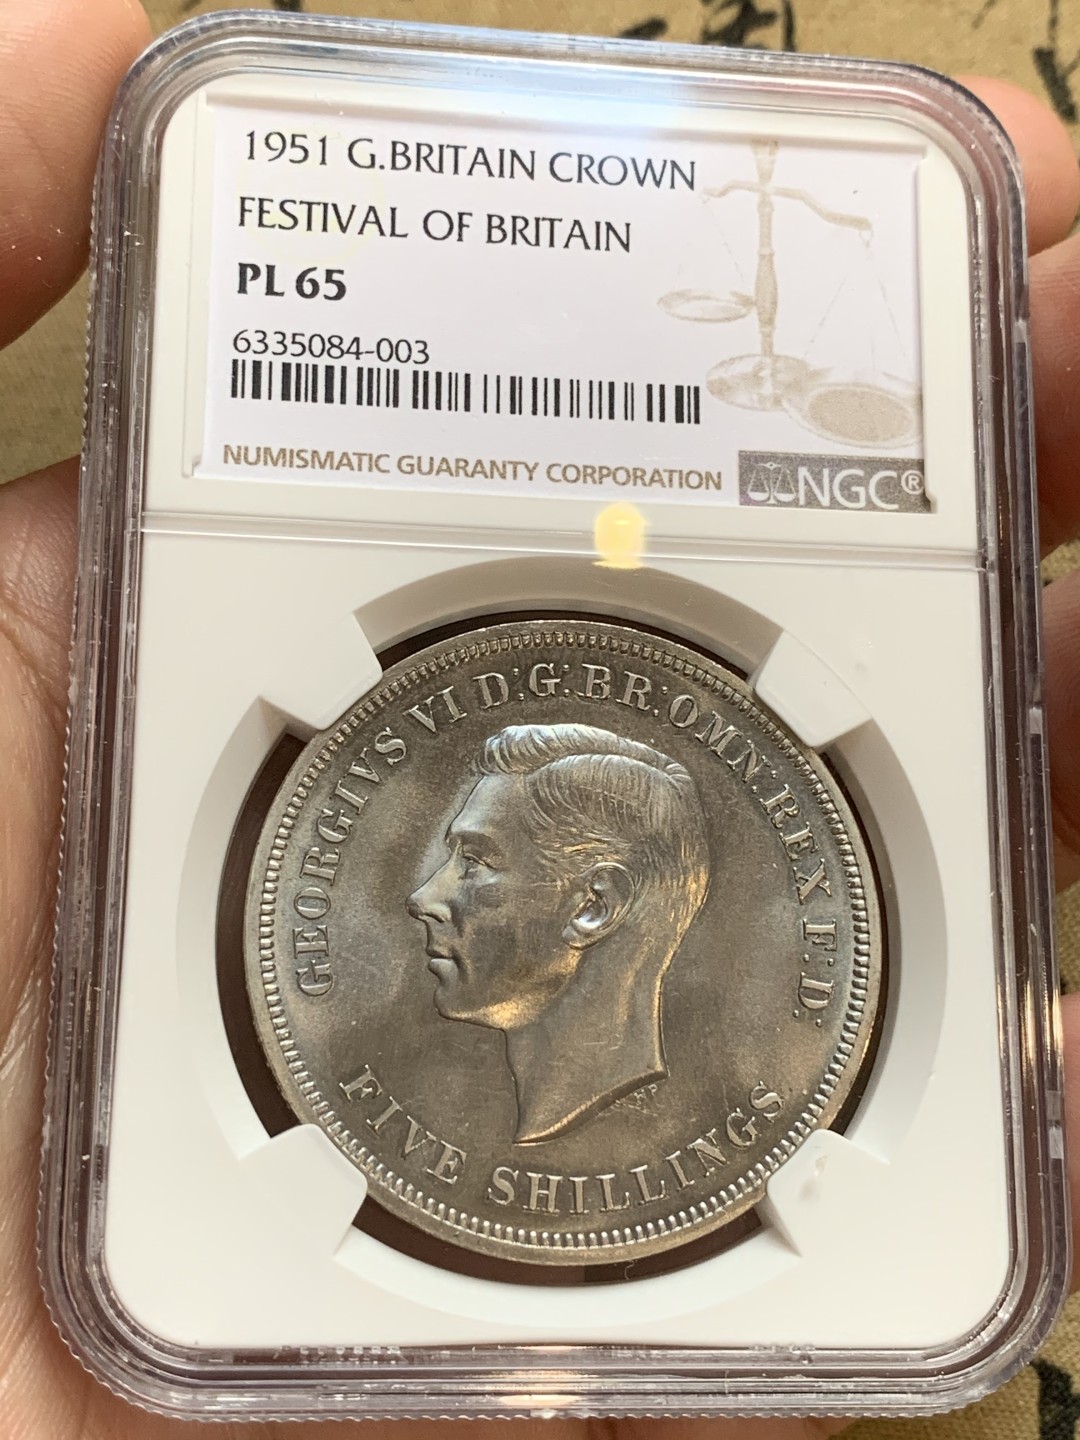 1951 G.BRITAIN CROWN
FESTIVAL OF BRITAIN
PL 65
6335084-003
NUMISMATIC GUARANTY CORPORATION
NGC®
GEORGIVS VI D:G:BR:OMN:REX F:D:
HP
FIVE SHILLINGS